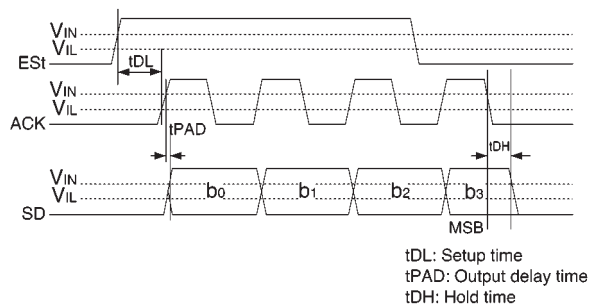 VIN
VIL
ESt
tDL
VIN
VIL
ACK
tPAD
tDH
VIN
VIL
SD
b0 b1 b2 b3
MSB
tDL: Setup time
tPAD: Output delay time
tDH: Hold time